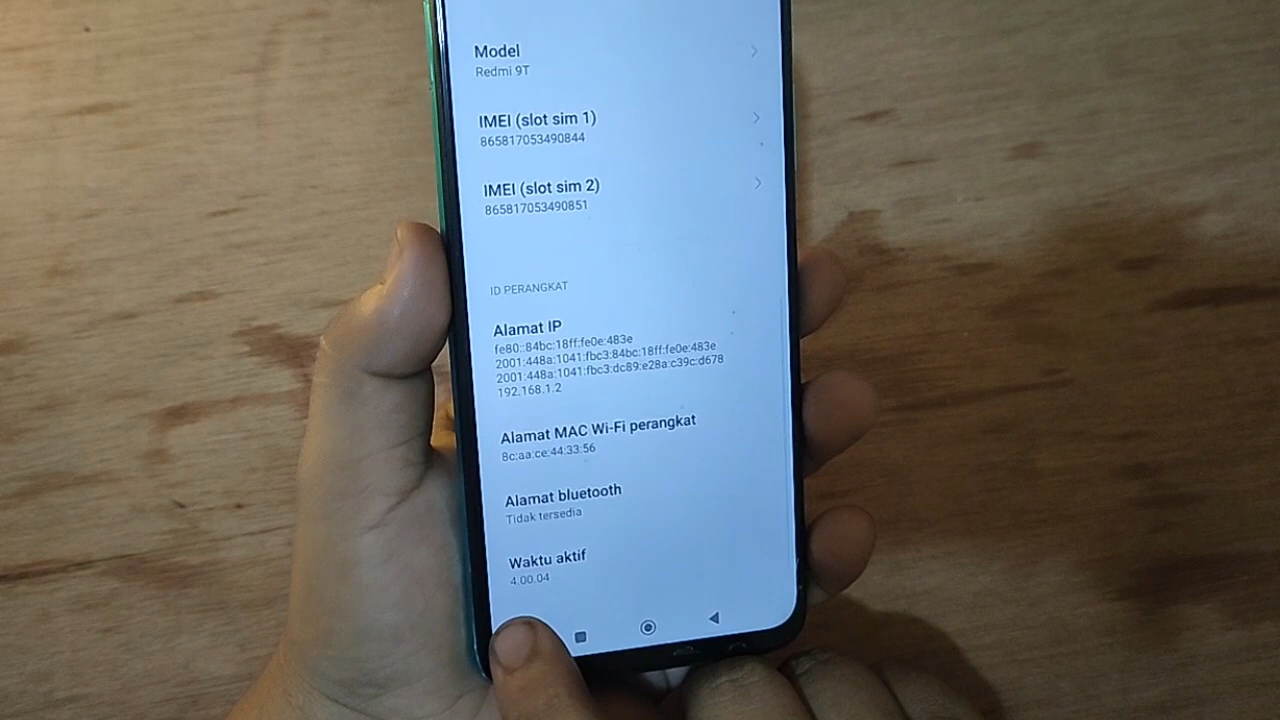 Model
Redmi 9T
IMEI (slot sim 1)
865817053490844
IMEI (slot sim 2)
865817053490851
ID PERANGKAT
Alamat IP
fe80::84bc:18ff:fe0e:483e
2001:448a:1041:fbc3:84bc:18ff:fe0e:483e
2001:448a:1041:fbc3:dc89:e28a:c39c:d678
192.168.1.2
Alamat MAC Wi-Fi perangkat
8c:aa:ce:44:33:56
Alamat bluetooth
Tidak tersedia
Waktu aktif
4.00.04